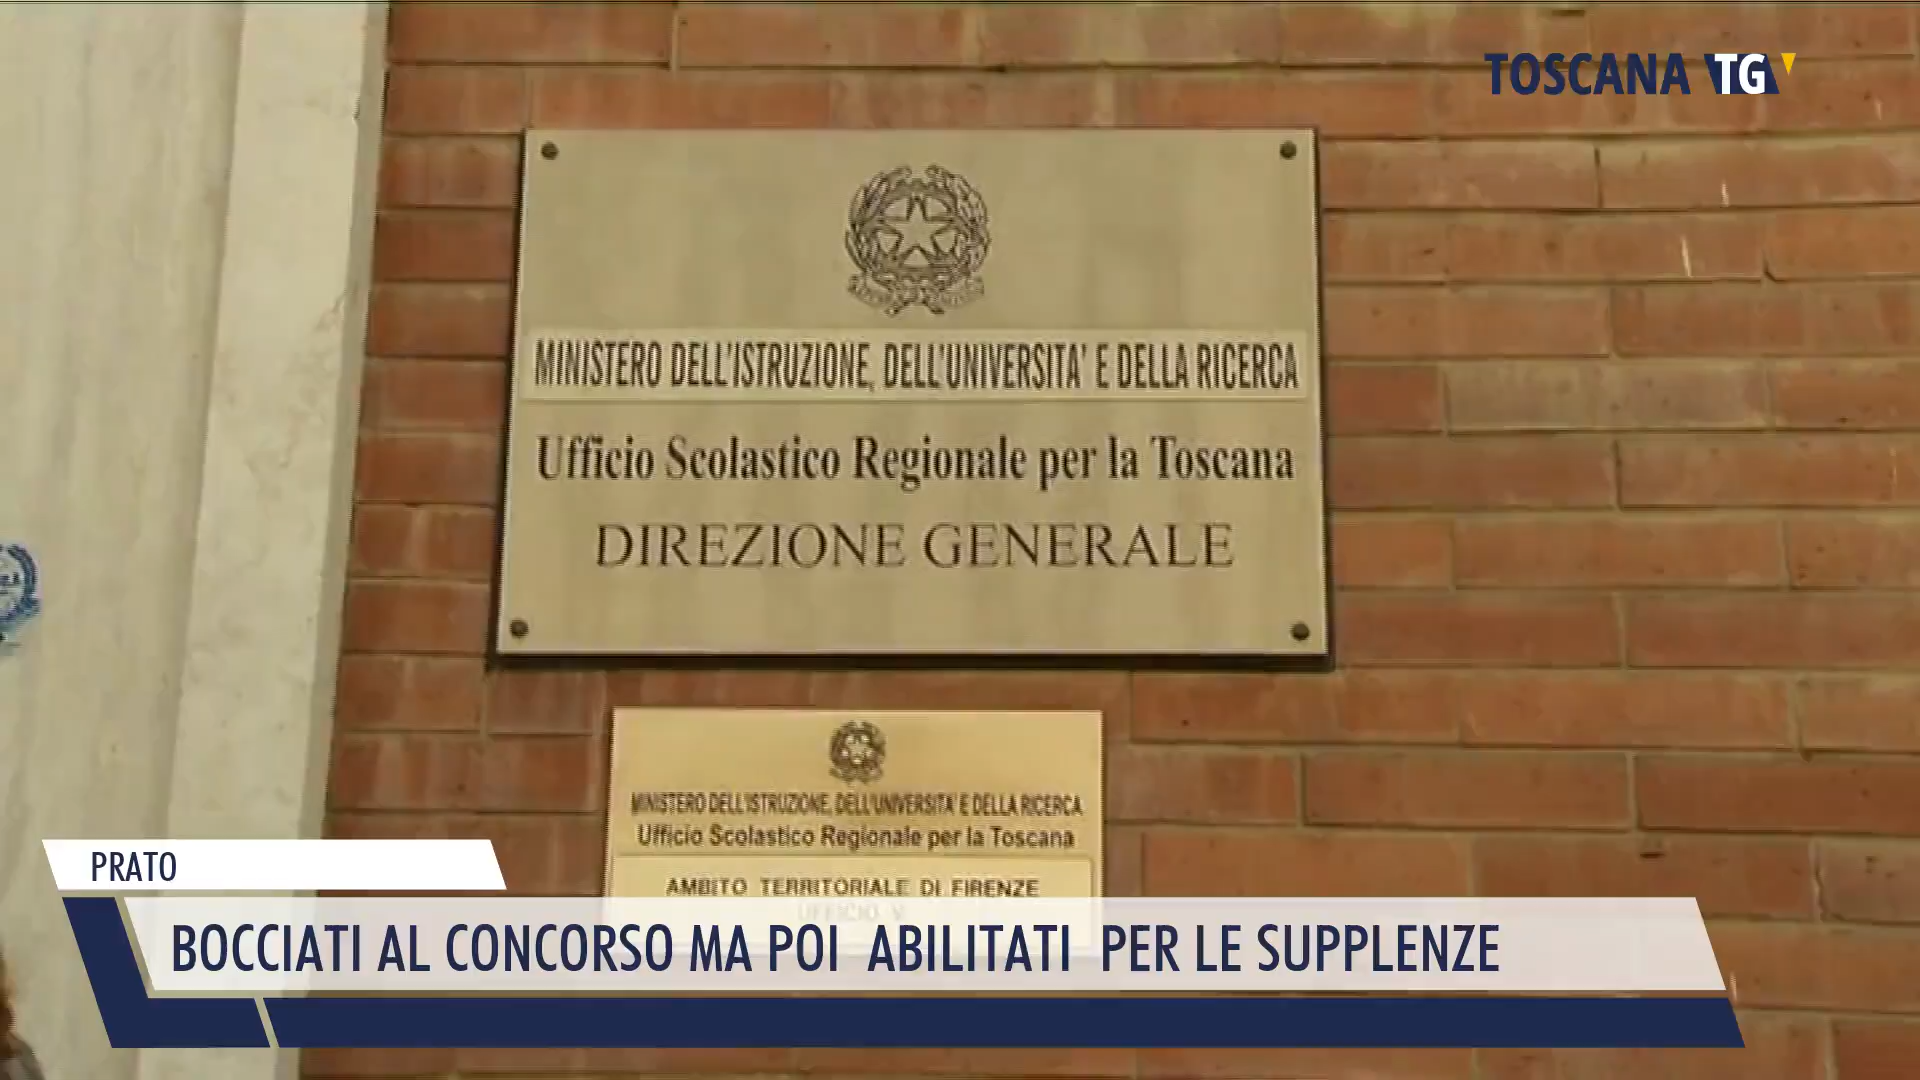 TOSCANA TG
MINISTERO DELL'ISTRUZIONE, DELL'UNIVERSITA' E DELLA RICERCA
Ufficio Scolastico Regionale per la Toscana
DIREZIONE GENERALE
MINISTERO DELL'ISTRUZIONE, DELL'UNIVERSITA' E DELLA RICERCA
Ufficio Scolastico Regionale per la Toscana
AMBITO TERRITORIALE DI FIRENZE
UFFICIO V
PRATO
BOCCIATI AL CONCORSO MA POI ABILITATI PER LE SUPPLENZE